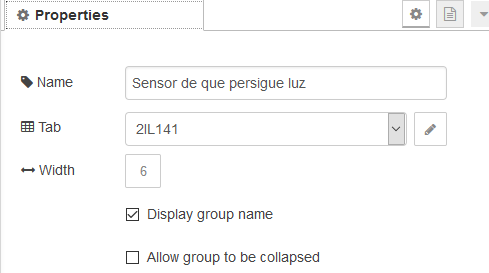 Properties
Name Sensor de que persigue luz
Tab 2IL141
Width 6
Display group name
Allow group to be collapsed